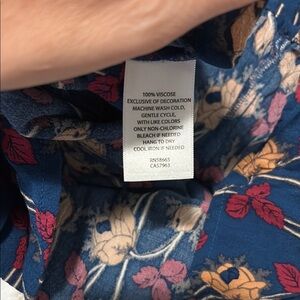 100% VISCOSE
EXCLUSIVE OF DECORATION
MACHINE WASH COLD,
GENTLE CYCLE,
WITH LIKE COLORS
ONLY NON-CHLORINE
BLEACH IF NEEDED
HANG TO DRY
COOL IRON IF NEEDED
RN58665
CA57963